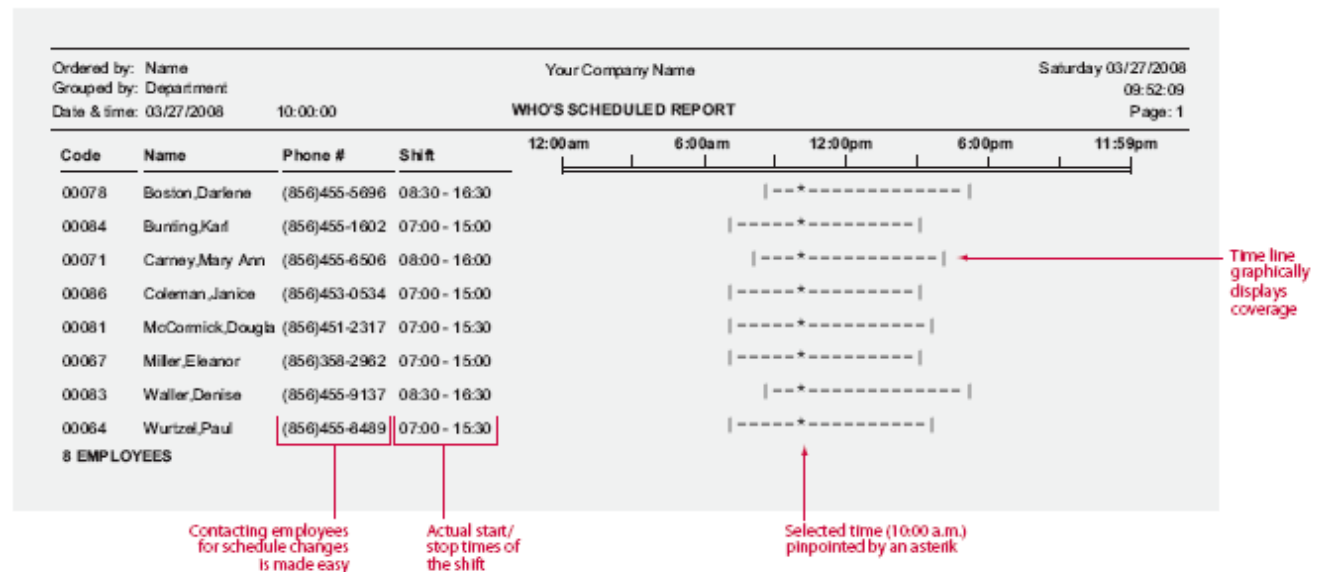 Ordered by: Name
Your Company Name
Saturday 03/27/2008
Grouped by: Department
09:52:09
Date & time: 03/27/2008 10:00:00
WHO'S SCHEDULED REPORT
Page: 1
12:00am 6:00am 12:00pm 6:00pm 11:59pm
Code Name Phone # Shift
00078 Boston,Darlene (856)455-5696 08:30 - 16:30 |--*-------------|
00084 Bunting,Karl (856)455-1602 07:00 - 15:00 |-----*---------|
00071 Carney,Mary Ann (856)455-6506 08:00 - 16:00 |---*-----------|
00086 Coleman,Janice (856)453-0534 07:00 - 15:00 |-----*---------|
00081 McCormick,Dougla (856)451-2317 07:00 - 15:30 |-----*----------|
00067 Miller,Eleanor (856)358-2962 07:00 - 15:00 |-----*---------|
00083 Waller,Denise (856)455-9137 08:30 - 16:30 |--*-------------|
00064 Wurtzel,Paul (856)455-8489 07:00 - 15:30 |-----*----------|
8 EMPLOYEES
Time line
graphically
displays
coverage
Contacting employees
for schedule changes
is made easy
Actual start/
stop times of
the shift
Selected time (10:00 a.m.)
pinpointed by an asterik